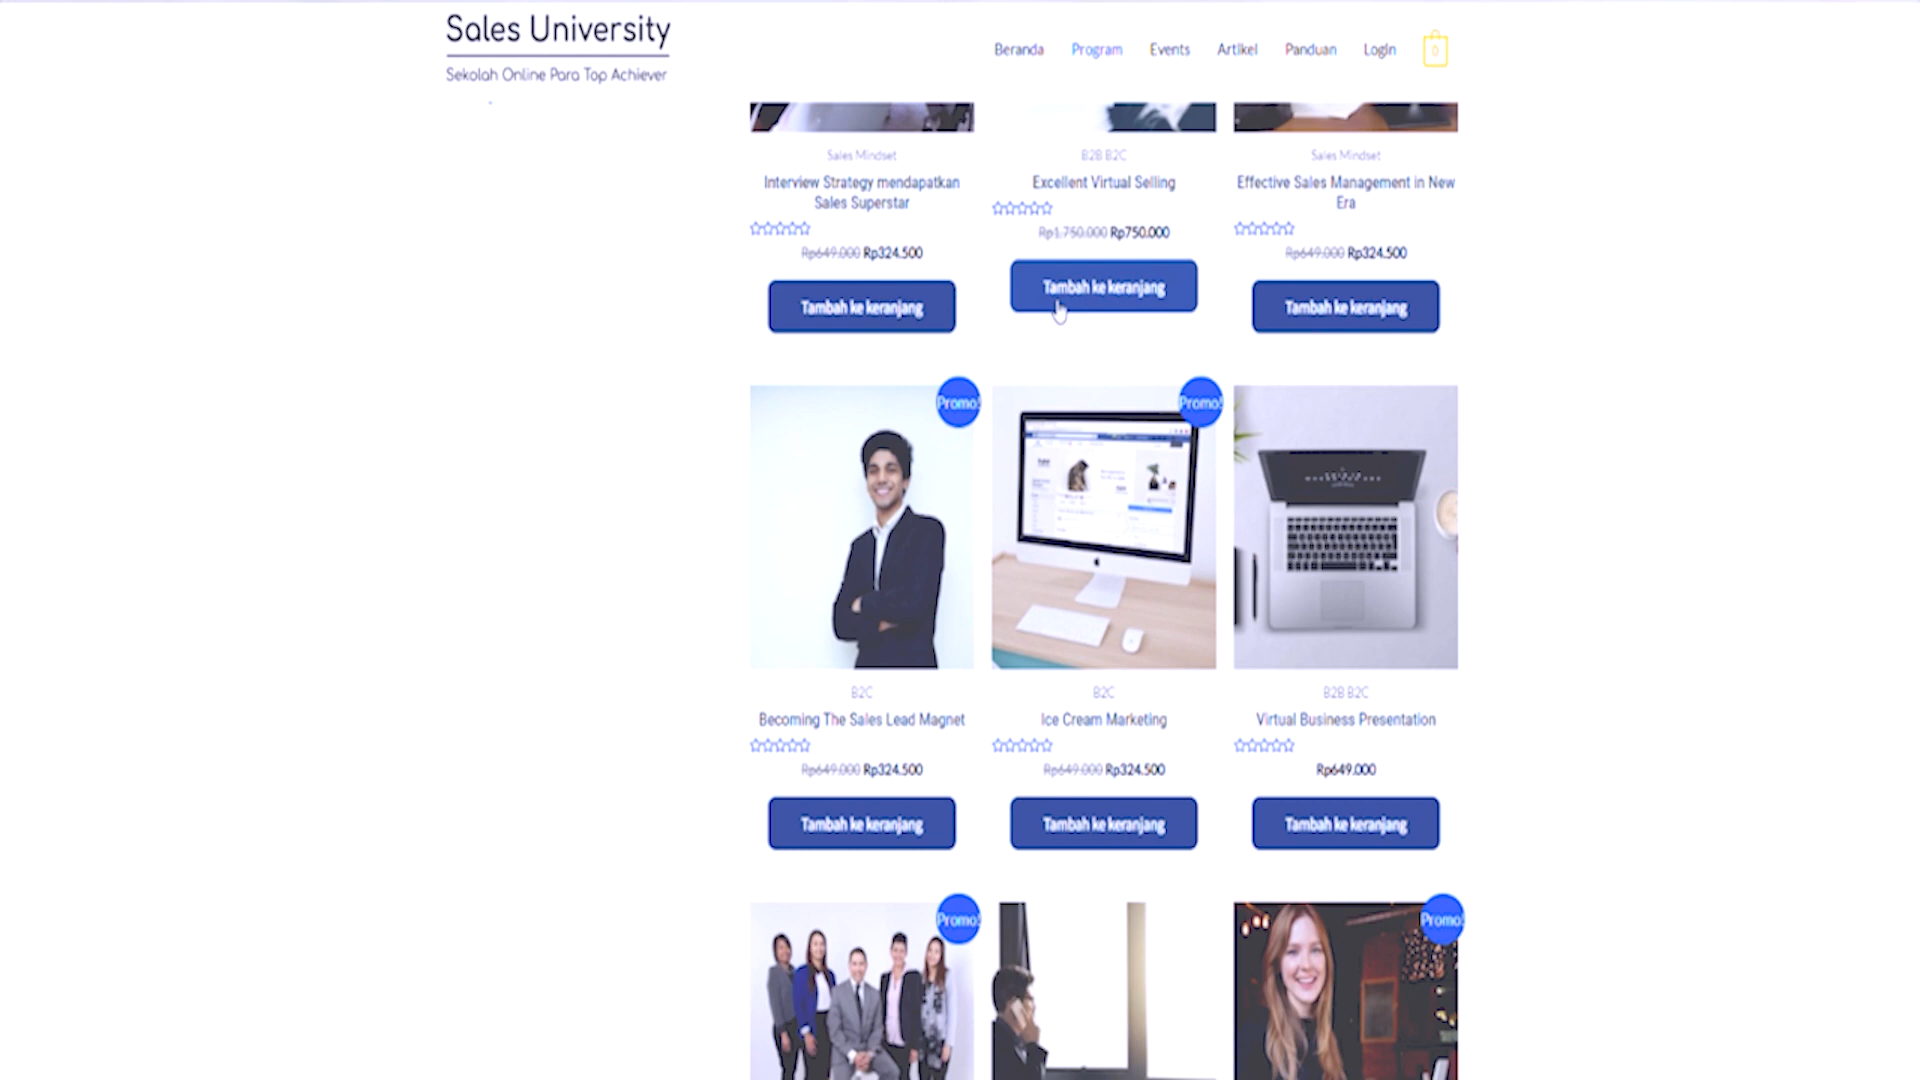 Sales University
Sekolah Online Para Top Achiever
Beranda Program Events Artikel Panduan Login 0
Sales Mindset
Interview Strategy mendapatkan
Sales Superstar
Rp649.000 Rp324.500
Tambah ke keranjang
B2B B2C
Excellent Virtual Selling
Rp1.750.000 Rp750.000
Tambah ke keranjang
Sales Mindset
Effective Sales Management in New
Era
Rp649.000 Rp324.500
Tambah ke keranjang
Promo!
B2C
Becoming The Sales Lead Magnet
Rp649.000 Rp324.500
Tambah ke keranjang
Promo!
B2C
Ice Cream Marketing
Rp649.000 Rp324.500
Tambah ke keranjang
B2B B2C
Virtual Business Presentation
Rp649.000
Tambah ke keranjang
Promo!
Promo!